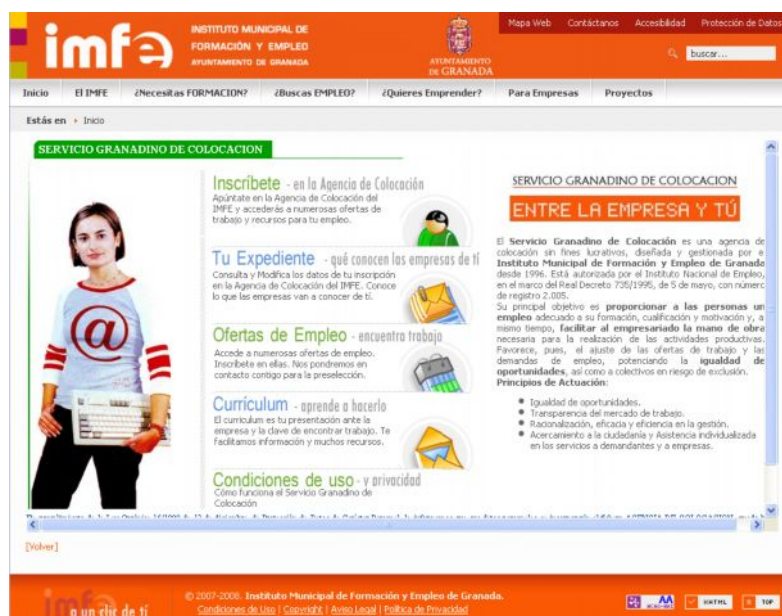 Mapa Web Contáctanos Accesibilidad Protección de Datos
imfe
INSTITUTO MUNICIPAL DE
FORMACIÓN Y EMPLEO
AYUNTAMIENTO DE GRANADA
AYUNTAMIENTO
DE GRANADA
buscar...
Inicio El IMFE ¿Necesitas FORMACION? ¿Buscas EMPLEO? ¿Quieres Emprender? Para Empresas Proyectos
Estás en Inicio
SERVICIO GRANADINO DE COLOCACION
Inscríbete - en la Agencia de Colocación
Apúntate en la Agencia de Colocación del
IMFE y accederás a numerosas ofertas de
trabajo y recursos para tu empleo.
Tu Expediente - qué conocen las empresas de tí
Consulta y Modifica los datos de tu inscripción
en la Agencia de Colocación del IMFE. Conoce
lo que las empresas van a conocer de tí.
Ofertas de Empleo - encuentra trabajo
Accede a numerosas ofertas de empleo.
Inscríbete en ellas. Nos pondremos en
contacto contigo para la preselección.
Currículum - aprende a hacerlo
El curriculum es tu presentación ante la
empresa y la clave de encontrar trabajo. Te
facilitamos información y muchos recursos.
Condiciones de uso - y privacidad
Cómo funciona el Servicio Granadino de
Colocación
@
SERVICIO GRANADINO DE COLOCACION
ENTRE LA EMPRESA Y TÚ
El Servicio Granadino de Colocación es una agencia de
colocación sin fines lucrativos, diseñada y gestionada por e
Instituto Municipal de Formación y Empleo de Granada
desde 1996. Está autorizada por el Instituto Nacional de Empleo,
en el marco del Real Decreto 735/1995, de 5 de mayo, con número
de registro 2.005.
Su principal objetivo es proporcionar a las personas un
empleo adecuado a su formación, cualificación y motivación y, a
mismo tiempo, facilitar al empresariado la mano de obra
necesaria para la realización de las actividades productivas.
Favorece, pues, el ajuste de las ofertas de trabajo y las
demandas de empleo, potenciando la igualdad de
oportunidades, así como a colectivos en riesgo de exclusión.
Principios de Actuación:
Igualdad de oportunidades.
Transparencia del mercado de trabajo.
Racionalización, eficacia y eficiencia en la gestión.
Acercamiento a la ciudadanía y Asistencia individualizada
en los servicios a demandantes y a empresas.
[Volver]
imfe
a un clic de tí
© 2007-2008. Instituto Municipal de Formación y Empleo de Granada.
Condiciones de Uso | Copyright | Aviso Legal | Política de Privacidad
AA
XHTML
TOP